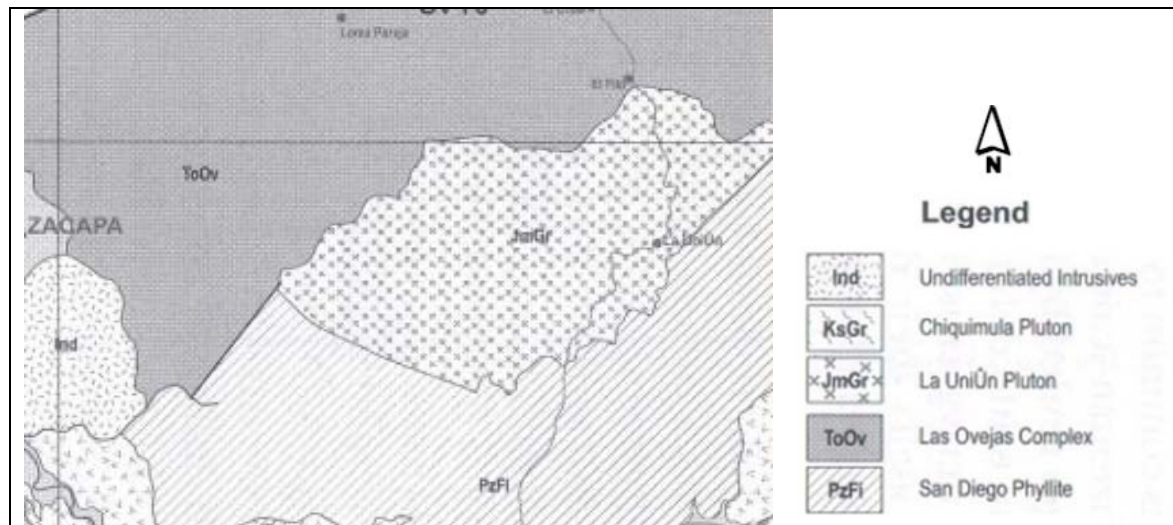 Loma Pareja
ToOv
ZACAPA
JmGr
Ind
PzFi
N
Legend
Ind Undifferentiated Intrusives
KsGr Chiquimula Pluton
JmGr La UniÛn Pluton
ToOv Las Ovejas Complex
PzFi San Diego Phyllite
La UniÛn